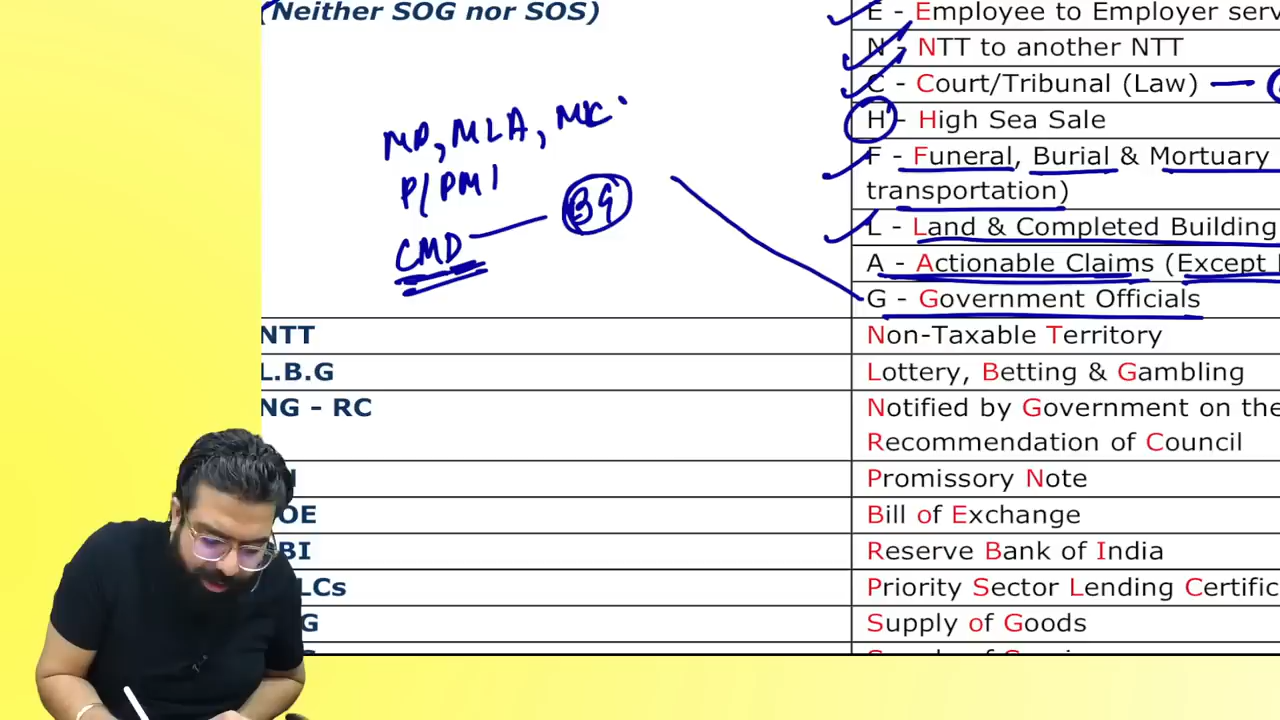 (Neither SOG nor SOS)
E - Employee to Employer serv
N - NTT to another NTT
C - Court/Tribunal (Law)
H - High Sea Sale
F - Funeral, Burial & Mortuary
transportation)
L - Land & Completed Building
A - Actionable Claims (Except
G - Government Officials
MP, MLA, MC
P/PM
CMD
BG
NTT
Non-Taxable Territory
L.B.G
Lottery, Betting & Gambling
NG - RC
Notified by Government on the
Recommendation of Council
Promissory Note
OE
Bill of Exchange
BI
Reserve Bank of India
LCs
Priority Sector Lending Certific
G
Supply of Goods